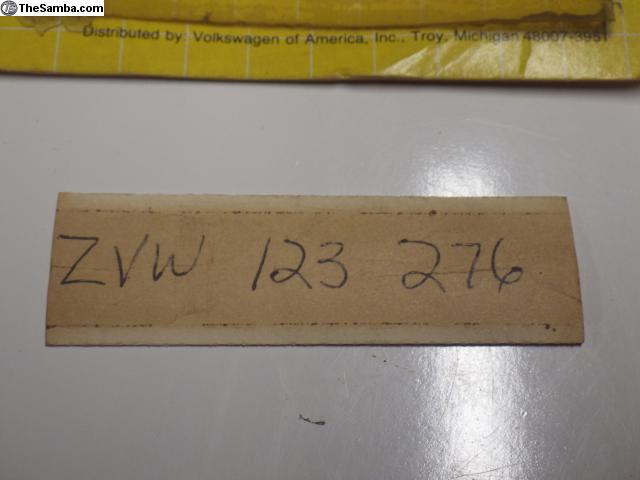 TheSamba.com
Distributed by: Volkswagen of America, Inc., Troy, Michigan 48007-3951
ZVW 123 276